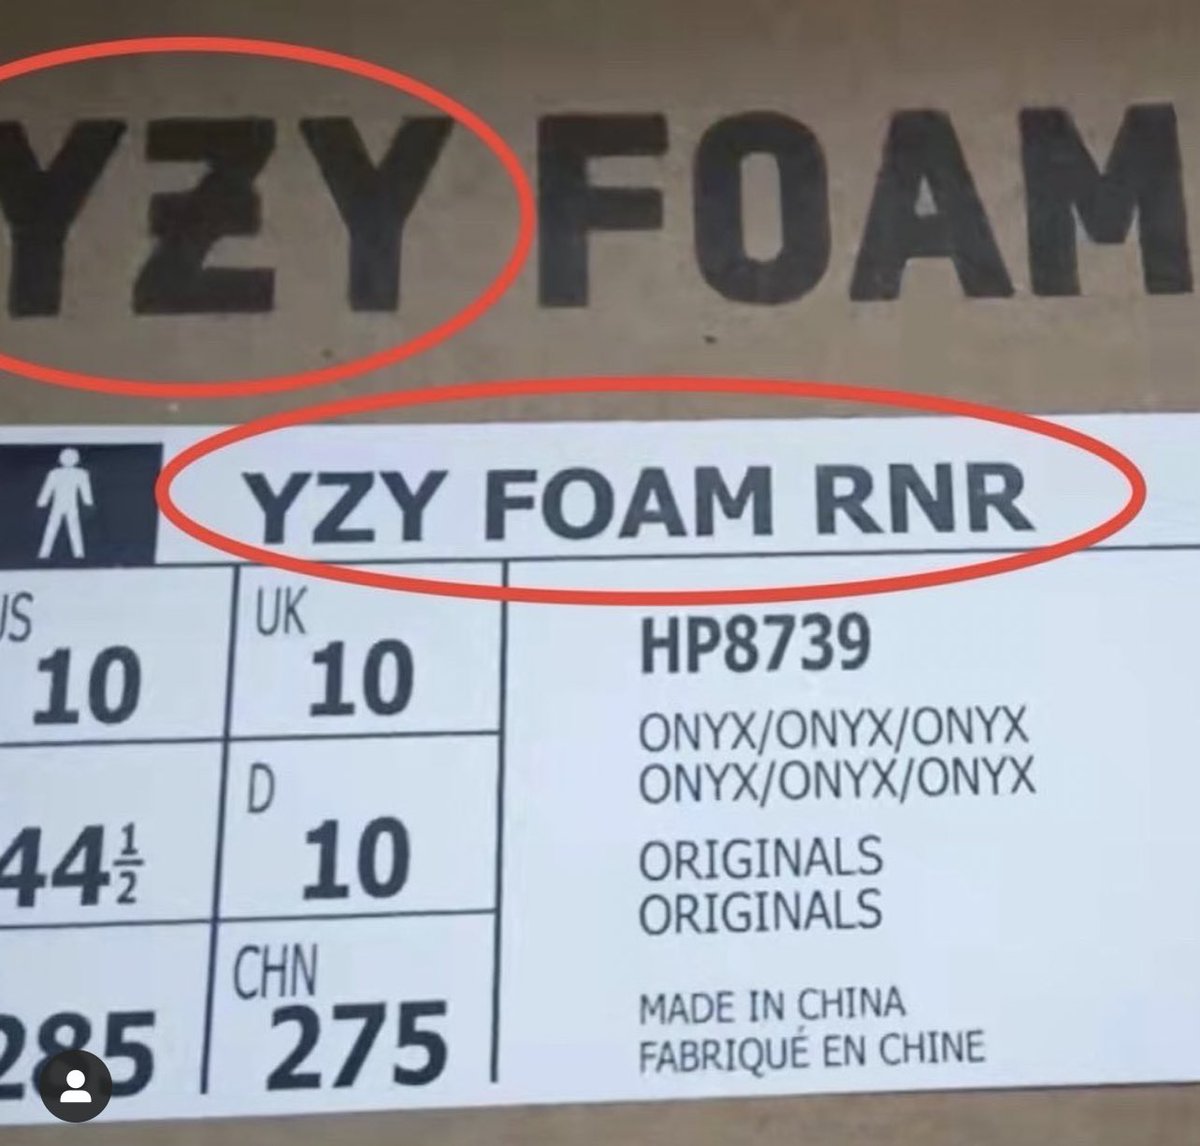 YZY FOAM
YZY FOAM RNR
US 10
UK 10
HP8739
ONYX/ONYX/ONYX
ONYX/ONYX/ONYX
44½
D 10
ORIGINALS
ORIGINALS
285
CHN 275
MADE IN CHINA
FABRIQUÉ EN CHINE